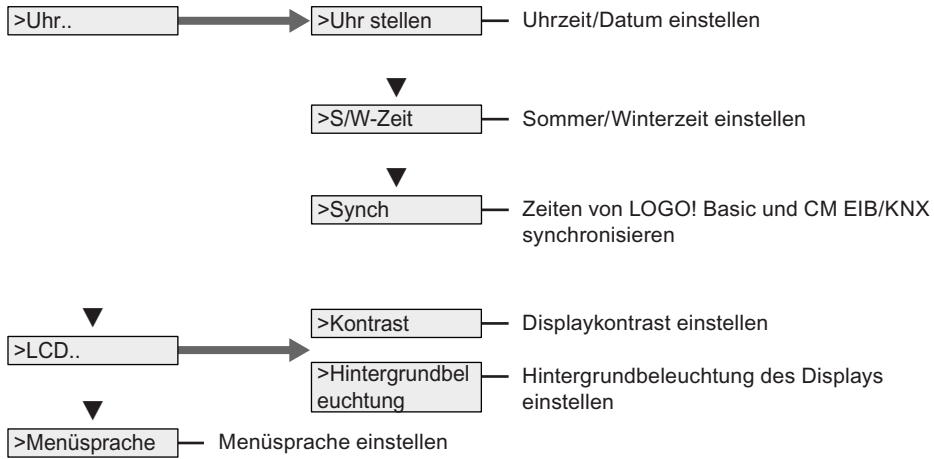 >Uhr..
>Uhr stellen
Uhrzeit/Datum einstellen
>S/W-Zeit
Sommer/Winterzeit einstellen
>Synch
Zeiten von LOGO! Basic und CM EIB/KNX
synchronisieren
>LCD..
>Kontrast
Displaykontrast einstellen
>Hintergrundbel
euchtung
Hintergrundbeleuchtung des Displays
einstellen
>Menüsprache
Menüsprache einstellen